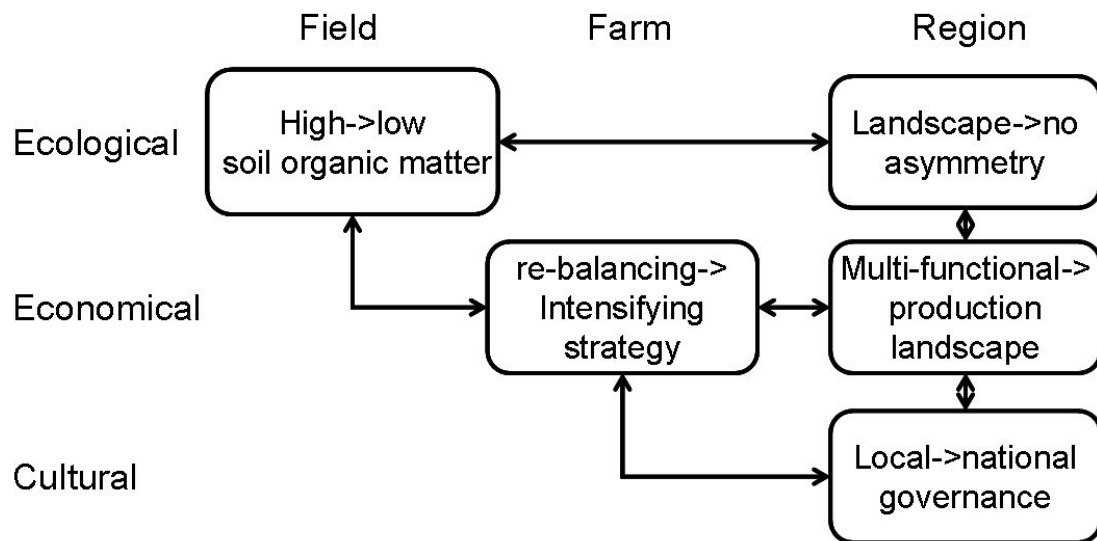 Field
Farm
Region
Ecological
High->low
soil organic matter
Landscape->no
asymmetry
Economical
re-balancing->
Intensifying
strategy
Multi-functional->
production
landscape
Cultural
Local->national
governance